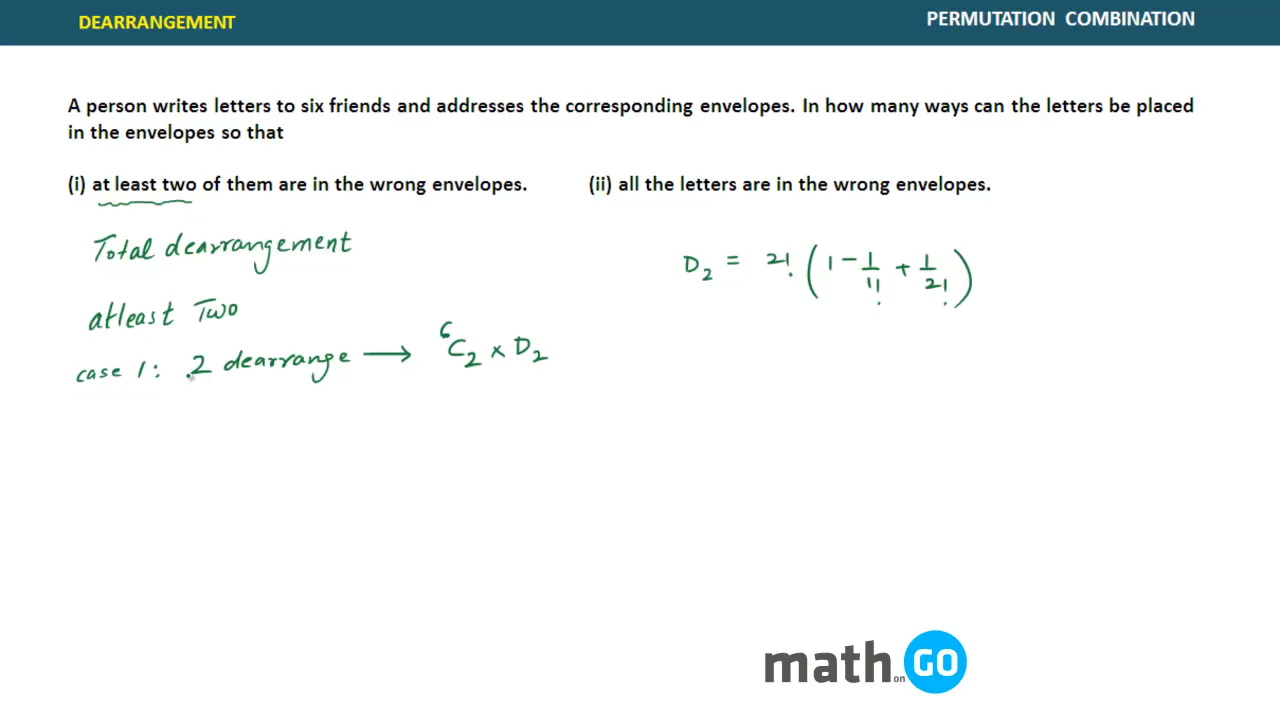 DEARRANGEMENT
PERMUTATION COMBINATION
A person writes letters to six friends and addresses the corresponding envelopes. In how many ways can the letters be placed
in the envelopes so that
(i) at least two of them are in the wrong envelopes.
(ii) all the letters are in the wrong envelopes.
Total dearrangement
D₂ = 2! (1 - 1/1! + 1/2!)
atleast Two
case 1: 2 dearrange → ⁶C₂ × D₂
math on GO